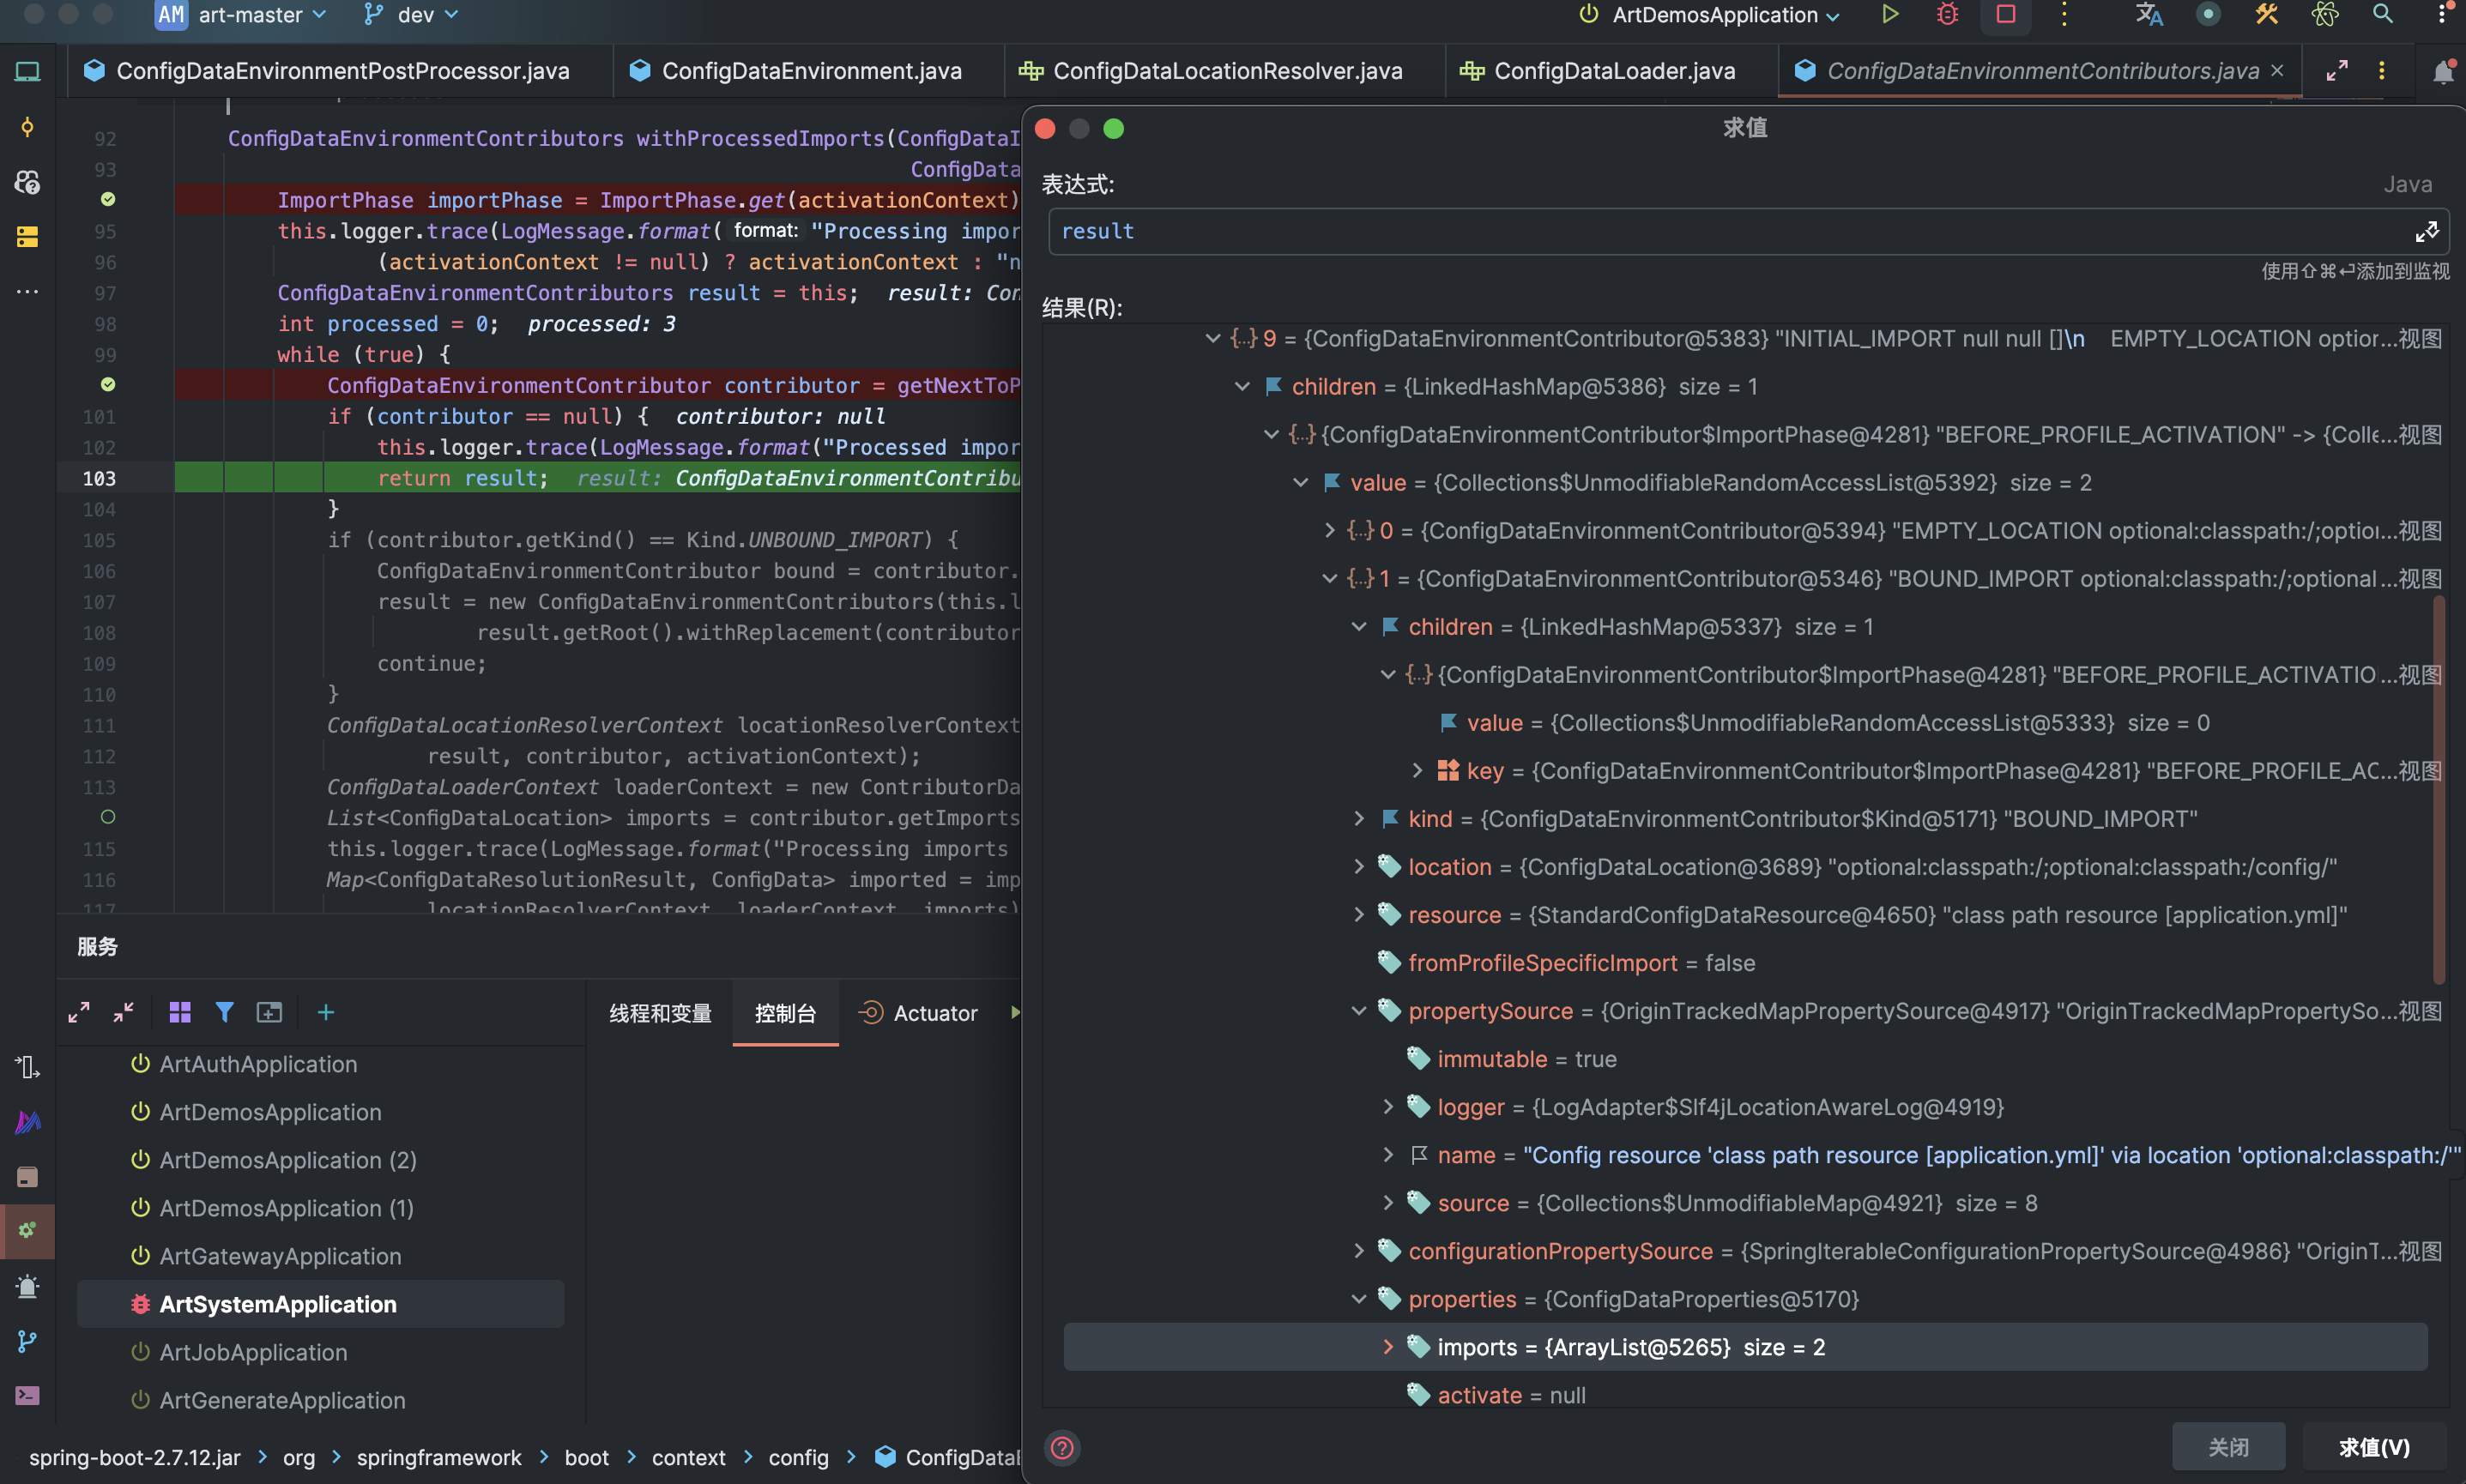 AM art-master dev ArtDemosApplication
ConfigDataEnvironmentPostProcessor.java ConfigDataEnvironment.java ConfigDataLocationResolver.java ConfigDataLoader.java ConfigDataEnvironmentContributors.java
92 ConfigDataEnvironmentContributors withProcessedImports(ConfigDataI
93 ConfigData
ImportPhase importPhase = ImportPhase.get(activationContext)
95 this.logger.trace(LogMessage.format( format: "Processing impor
96 (activationContext != null) ? activationContext : "n
97 ConfigDataEnvironmentContributors result = this; result: Con
98 int processed = 0; processed: 3
99 while (true) {
ConfigDataEnvironmentContributor contributor = getNextToP
101 if (contributor == null) { contributor: null
102 this.logger.trace(LogMessage.format("Processed impor
103 return result; result: ConfigDataEnvironmentContribu
104 }
105 if (contributor.getKind() == Kind.UNBOUND_IMPORT) {
106 ConfigDataEnvironmentContributor bound = contributor.
107 result = new ConfigDataEnvironmentContributors(this.l
108 result.getRoot().withReplacement(contributor
109 continue;
110 }
111 ConfigDataLocationResolverContext locationResolverContext
112 result, contributor, activationContext);
113 ConfigDataLoaderContext loaderContext = new ContributorDa
List<ConfigDataLocation> imports = contributor.getImports
115 this.logger.trace(LogMessage.format("Processing imports
116 Map<ConfigDataResolutionResult, ConfigData> imported = imp
117 locationResolverContext, loaderContext, imports)
求值
表达式:
Java
result
使用⇧⌘⏎添加到监视
结果(R):
{...} 9 = {ConfigDataEnvironmentContributor@5383} "INITIAL_IMPORT null null []\n EMPTY_LOCATION option...视图
children = {LinkedHashMap@5386} size = 1
{...} {ConfigDataEnvironmentContributor$ImportPhase@4281} "BEFORE_PROFILE_ACTIVATION" -> {Colle...视图
value = {Collections$UnmodifiableRandomAccessList@5392} size = 2
{...} 0 = {ConfigDataEnvironmentContributor@5394} "EMPTY_LOCATION optional:classpath:/;option...视图
{...} 1 = {ConfigDataEnvironmentContributor@5346} "BOUND_IMPORT optional:classpath:/;optional...视图
children = {LinkedHashMap@5337} size = 1
{...} {ConfigDataEnvironmentContributor$ImportPhase@4281} "BEFORE_PROFILE_ACTIVATIO...视图
value = {Collections$UnmodifiableRandomAccessList@5333} size = 0
key = {ConfigDataEnvironmentContributor$ImportPhase@4281} "BEFORE_PROFILE_AC...视图
kind = {ConfigDataEnvironmentContributor$Kind@5171} "BOUND_IMPORT"
location = {ConfigDataLocation@3689} "optional:classpath:/;optional:classpath:/config/"
resource = {StandardConfigDataResource@4650} "class path resource [application.yml]"
fromProfileSpecificImport = false
propertySource = {OriginTrackedMapPropertySource@4917} "OriginTrackedMapPropertySo...视图
immutable = true
logger = {LogAdapter$Slf4jLocationAwareLog@4919}
name = "Config resource 'class path resource [application.yml]' via location 'optional:classpath:/'"
source = {Collections$UnmodifiableMap@4921} size = 8
configurationPropertySource = {SpringIterableConfigurationPropertySource@4986} "OriginT...视图
properties = {ConfigDataProperties@5170}
imports = {ArrayList@5265} size = 2
activate = null
关闭 求值(V)
服务
线程和变量 控制台 Actuator
ArtAuthApplication
ArtDemosApplication
ArtDemosApplication (2)
ArtDemosApplication (1)
ArtGatewayApplication
ArtSystemApplication
ArtJobApplication
ArtGenerateApplication
spring-boot-2.7.12.jar > org > springframework > boot > context > config > ConfigDataE